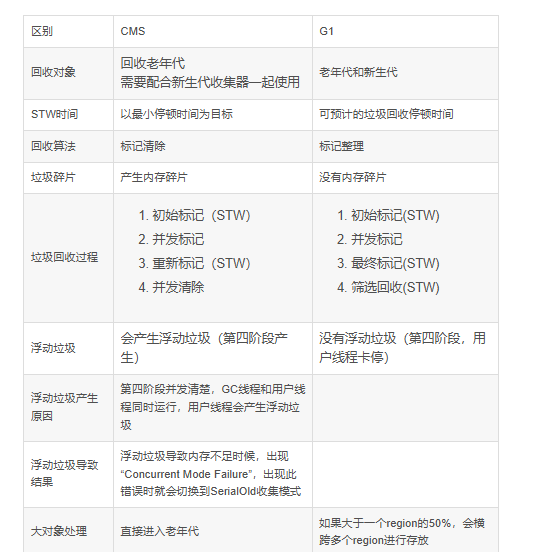 区别 CMS G1
回收对象
回收老年代
需要配合新生代收集器一起使用
老年代和新生代
STW时间 以最小停顿时间为目标 可预计的垃圾回收停顿时间
回收算法 标记清除 标记整理
垃圾碎片 产生内存碎片 没有内存碎片
垃圾回收过程
1. 初始标记（STW）
2. 并发标记
3. 重新标记（STW）
4. 并发清除
1. 初始标记(STW)
2. 并发标记
3. 最终标记(STW)
4. 筛选回收(STW)
浮动垃圾
会产生浮动垃圾（第四阶段产
生）
没有浮动垃圾（第四阶段，用
户线程卡停）
浮动垃圾产生
原因
第四阶段并发清楚，GC线程和用户线
程同时运行，用户线程会产生浮动垃
圾
浮动垃圾导致
结果
浮动垃圾导致内存不足时候，出现
“Concurrent Mode Failure”，出现此
错误时就会切换到SerialOld收集模式
大对象处理 直接进入老年代
如果大于一个region的50%，会横
跨多个region进行存放